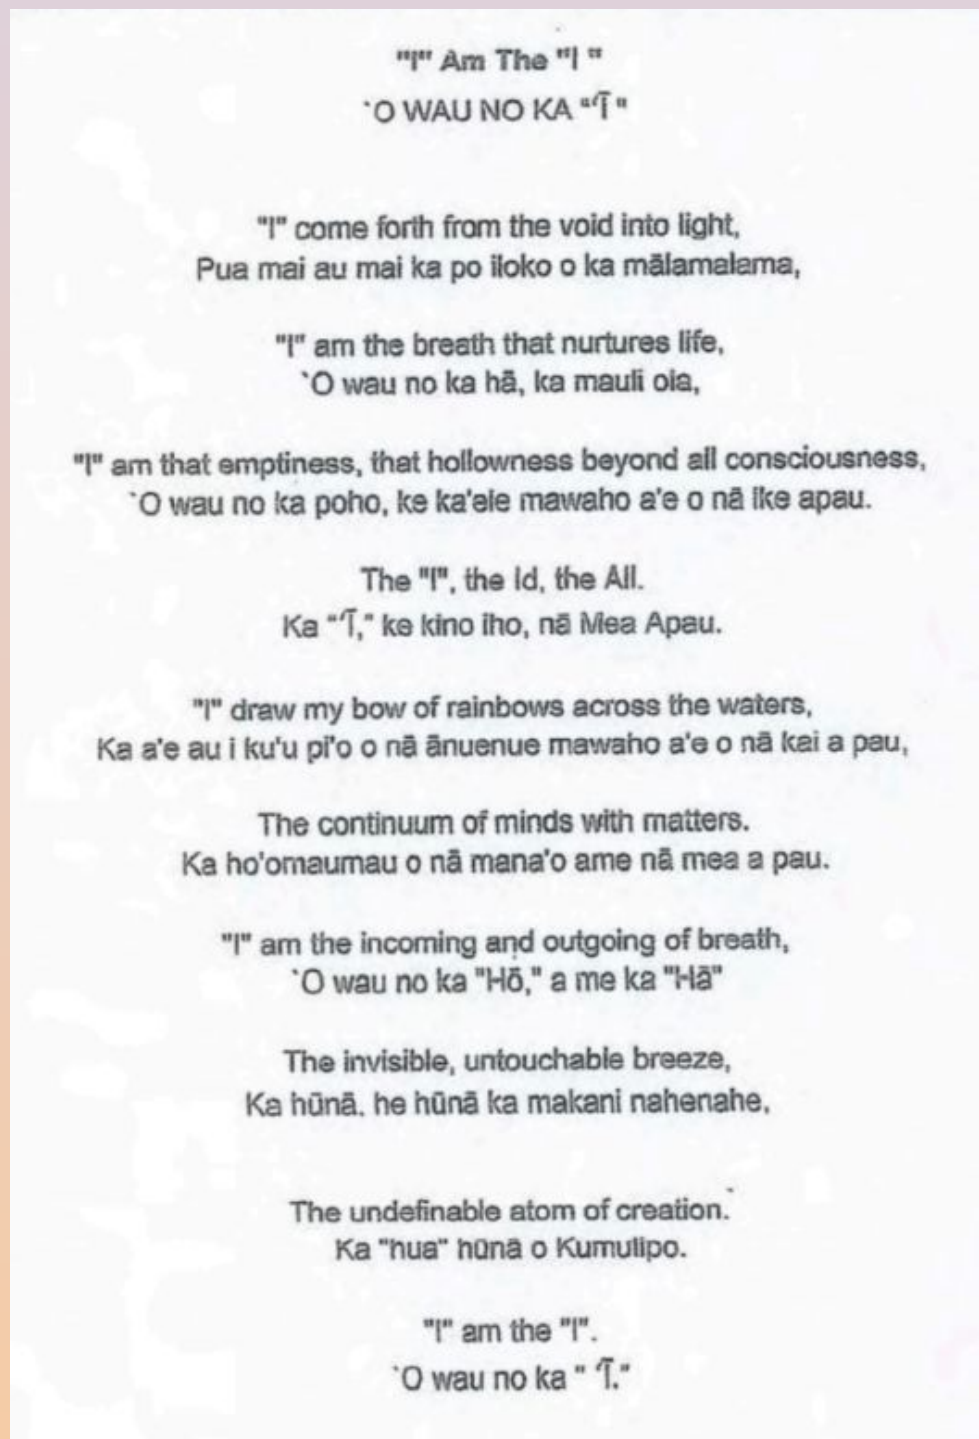 "I" Am The "I "
`O WAU NO KA "Ī "
"I" come forth from the void into light,
Pua mai au mai ka po iloko o ka mālamalama,
"I" am the breath that nurtures life,
`O wau no ka hā, ka mauli ola,
"I" am that emptiness, that hollowness beyond all consciousness,
`O wau no ka poho, ke ka'ele mawaho a'e o nā ike apau.
The "I", the Id, the All.
Ka "‘Ī," ke kino iho, nā Mea Apau.
"I" draw my bow of rainbows across the waters,
Ka a'e au i ku'u pi'o o nā ānuenue mawaho a'e o nā kai a pau,
The continuum of minds with matters.
Ka ho'omaumau o nā mana'o ame nā mea a pau.
"I" am the incoming and outgoing of breath,
`O wau no ka "Hō," a me ka "Hā"
The invisible, untouchable breeze,
Ka hūnā. he hūnā ka makani nahenahe,
The undefinable atom of creation.
Ka "hua" hūnā o Kumulipo.
"I" am the "I".
`O wau no ka " ‘Ī."